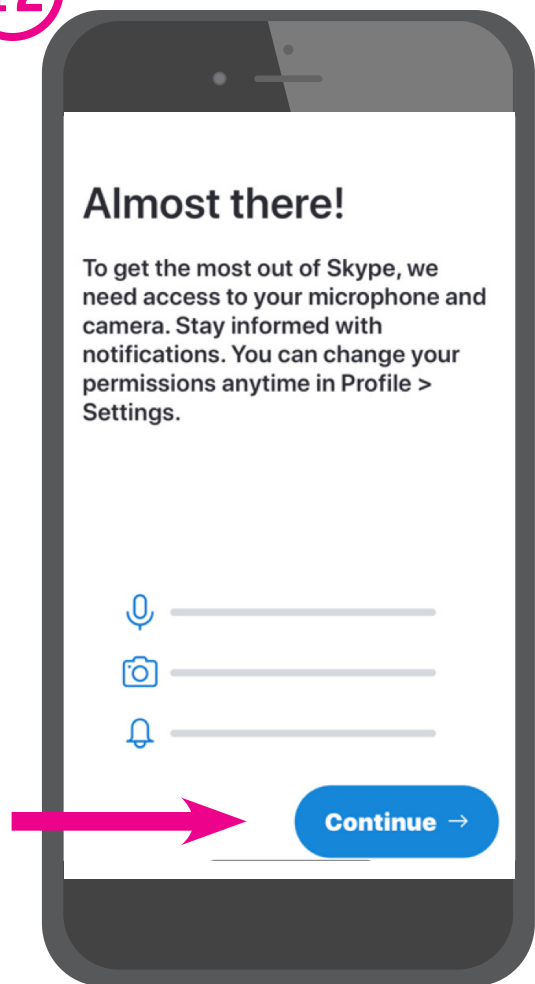 12
Almost there!
To get the most out of Skype, we
need access to your microphone and
camera. Stay informed with
notifications. You can change your
permissions anytime in Profile >
Settings.
Continue →